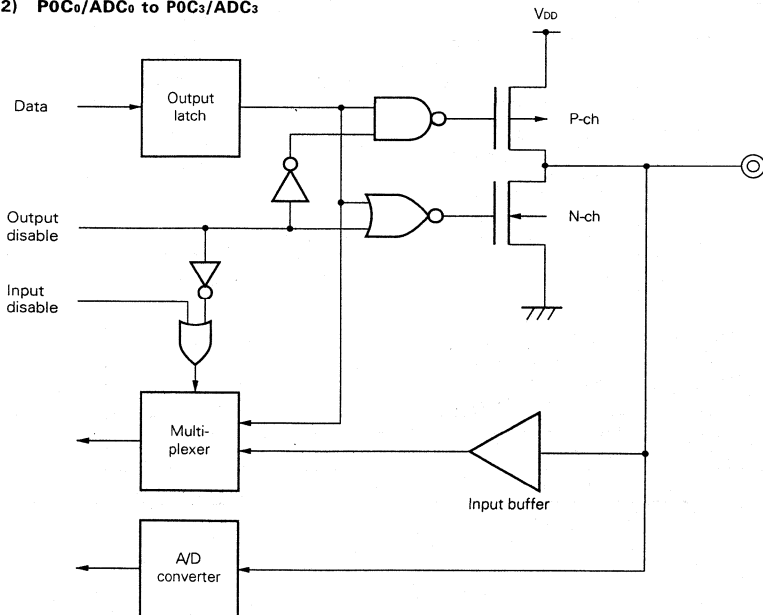 2) P0C₀/ADC₀ to P0C₃/ADC₃
VDD
Data
Output
latch
P-ch
Output
disable
N-ch
Input
disable
Multi-
plexer
Input buffer
A/D
converter